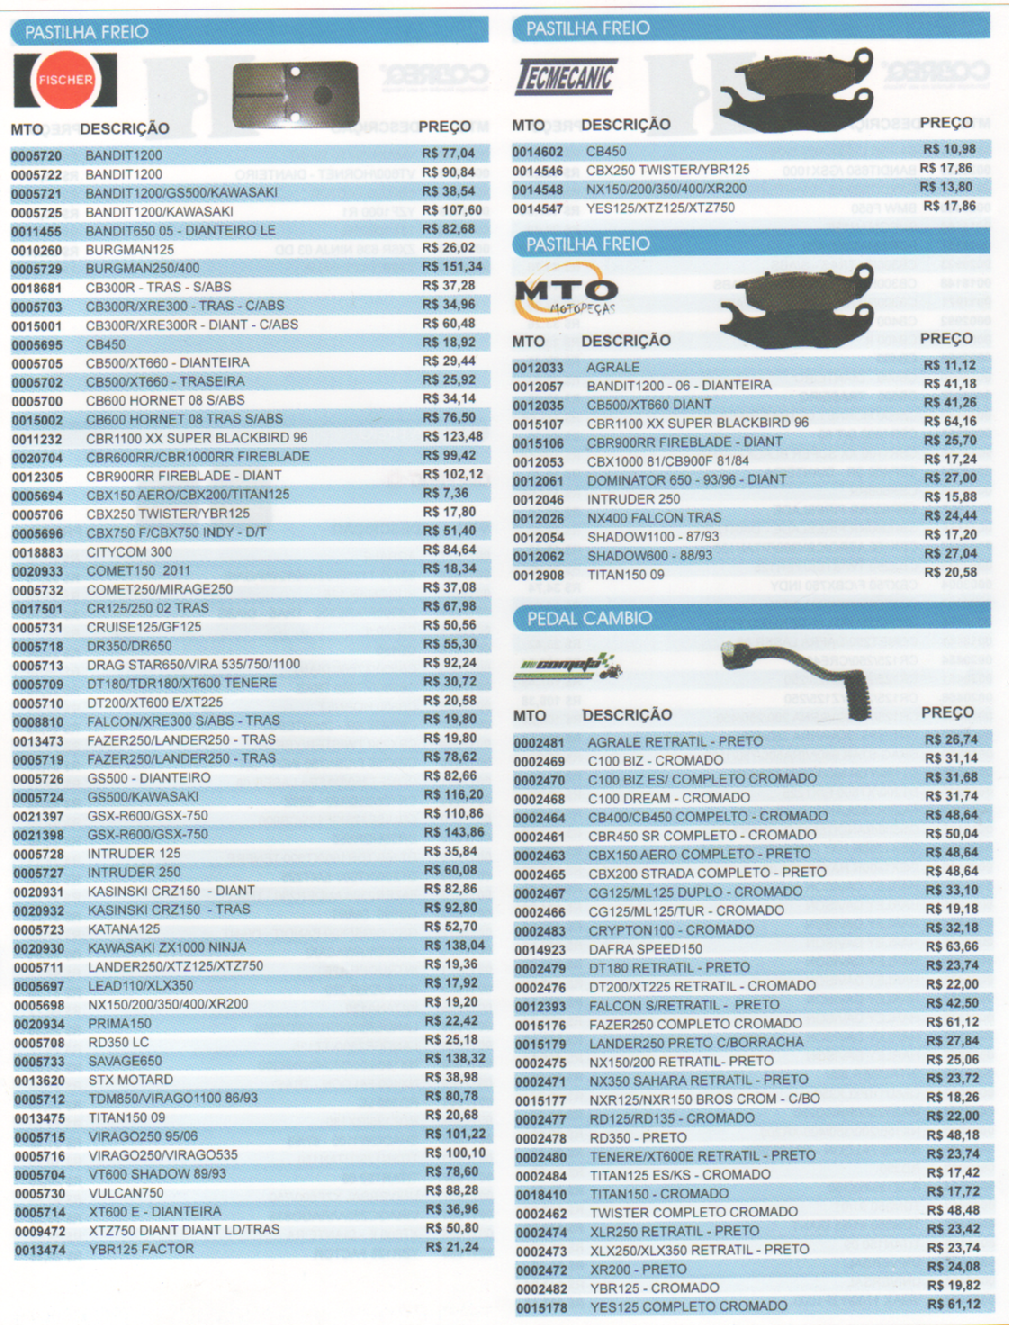 PASTILHA FREIO
FISCHER
MTO DESCRIÇÃO PREÇO
0005720 BANDIT1200 R$ 77,04
0005722 BANDIT1200 R$ 90,84
0005721 BANDIT1200/GS500/KAWASAKI R$ 38,54
0005725 BANDIT1200/KAWASAKI R$ 107,60
0011455 BANDIT650 05 - DIANTEIRO LE R$ 82,68
0010260 BURGMAN125 R$ 26,02
0005729 BURGMAN250/400 R$ 151,34
0018681 CB300R - TRAS - S/ABS R$ 37,28
0005703 CB300R/XRE300 - TRAS - C/ABS R$ 34,96
0015001 CB300R/XRE300R - DIANT - C/ABS R$ 60,48
0005695 CB450 R$ 18,92
0005705 CB500/XT660 - DIANTEIRA R$ 29,44
0005702 CB500/XT660 - TRASEIRA R$ 25,92
0005700 CB600 HORNET 08 S/ABS R$ 34,14
0015002 CB600 HORNET 08 TRAS S/ABS R$ 76,50
0011232 CBR1100 XX SUPER BLACKBIRD 96 R$ 123,48
0020704 CBR600RR/CBR1000RR FIREBLADE R$ 99,42
0012305 CBR900RR FIREBLADE - DIANT R$ 102,12
0005694 CBX150 AERO/CBX200/TITAN125 R$ 7,36
0005706 CBX250 TWISTER/YBR125 R$ 17,80
0005696 CBX750 F/CBX750 INDY - D/T R$ 51,40
0018883 CITYCOM 300 R$ 84,64
0020933 COMET150 2011 R$ 18,34
0005732 COMET250/MIRAGE250 R$ 37,08
0017501 CR125/250 02 TRAS R$ 67,98
0005731 CRUISE125/GF125 R$ 50,56
0005718 DR350/DR650 R$ 55,30
0005713 DRAG STAR650/VIRA 535/750/1100 R$ 92,24
0005709 DT180/TDR180/XT600 TENERE R$ 30,72
0005710 DT200/XT600 E/XT225 R$ 20,58
0008810 FALCON/XRE300 S/ABS - TRAS R$ 19,80
0013473 FAZER250/LANDER250 - TRAS R$ 19,80
0005719 FAZER250/LANDER250 - TRAS R$ 78,62
0005726 GS500 - DIANTEIRO R$ 82,66
0005724 GS500/KAWASAKI R$ 116,20
0021397 GSX-R600/GSX-750 R$ 110,86
0021398 GSX-R600/GSX-750 R$ 143,86
0005728 INTRUDER 125 R$ 35,84
0005727 INTRUDER 250 R$ 60,08
0020931 KASINSKI CRZ150 - DIANT R$ 82,86
0020932 KASINSKI CRZ150 - TRAS R$ 92,80
0005723 KATANA125 R$ 52,70
0020930 KAWASAKI ZX1000 NINJA R$ 138,04
0005711 LANDER250/XTZ125/XTZ750 R$ 19,36
0005697 LEAD110/XLX350 R$ 17,92
0005698 NX150/200/350/400/XR200 R$ 19,20
0020934 PRIMA150 R$ 22,42
0005708 RD350 LC R$ 25,18
0005733 SAVAGE650 R$ 138,32
0013620 STX MOTARD R$ 38,98
0005712 TDM850/VIRAGO1100 86/93 R$ 80,78
0013475 TITAN150 09 R$ 20,68
0005715 VIRAGO250 95/06 R$ 101,22
0005716 VIRAGO250/VIRAGO535 R$ 100,10
0005704 VT600 SHADOW 89/93 R$ 78,60
0005730 VULCAN750 R$ 88,28
0005714 XT600 E - DIANTEIRA R$ 36,96
0009472 XTZ750 DIANT DIANT LD/TRAS R$ 50,80
0013474 YBR125 FACTOR R$ 21,24
PASTILHA FREIO
TECMECANIC
MTO DESCRIÇÃO PREÇO
0014602 CB450 R$ 10,98
0014546 CBX250 TWISTER/YBR125 R$ 17,86
0014548 NX150/200/350/400/XR200 R$ 13,80
0014547 YES125/XTZ125/XTZ750 R$ 17,86
PASTILHA FREIO
MTO
MOTOPEÇAS
MTO DESCRIÇÃO PREÇO
0012033 AGRALE R$ 11,12
0012057 BANDIT1200 - 06 - DIANTEIRA R$ 41,18
0012035 CB500/XT660 DIANT R$ 41,26
0015107 CBR1100 XX SUPER BLACKBIRD 96 R$ 64,16
0015106 CBR900RR FIREBLADE - DIANT R$ 25,70
0012053 CBX1000 81/CB900F 81/84 R$ 17,24
0012061 DOMINATOR 650 - 93/96 - DIANT R$ 27,00
0012046 INTRUDER 250 R$ 15,88
0012026 NX400 FALCON TRAS R$ 24,44
0012054 SHADOW1100 - 87/93 R$ 17,20
0012062 SHADOW600 - 88/93 R$ 27,04
0012908 TITAN150 09 R$ 20,58
PEDAL CAMBIO
cometa
MTO DESCRIÇÃO PREÇO
0002481 AGRALE RETRATIL - PRETO R$ 26,74
0002469 C100 BIZ - CROMADO R$ 31,14
0002470 C100 BIZ ES/ COMPLETO CROMADO R$ 31,68
0002468 C100 DREAM - CROMADO R$ 31,74
0002464 CB400/CB450 COMPELTO - CROMADO R$ 48,64
0002461 CBR450 SR COMPLETO - CROMADO R$ 50,04
0002463 CBX150 AERO COMPLETO - PRETO R$ 48,64
0002465 CBX200 STRADA COMPLETO - PRETO R$ 48,64
0002467 CG125/ML125 DUPLO - CROMADO R$ 33,10
0002466 CG125/ML125/TUR - CROMADO R$ 19,18
0002483 CRYPTON100 - CROMADO R$ 32,18
0014923 DAFRA SPEED150 R$ 63,66
0002479 DT180 RETRATIL - PRETO R$ 23,74
0002476 DT200/XT225 RETRATIL - CROMADO R$ 22,00
0012393 FALCON S/RETRATIL - PRETO R$ 42,50
0015176 FAZER250 COMPLETO CROMADO R$ 61,12
0015179 LANDER250 PRETO C/BORRACHA R$ 27,84
0002475 NX150/200 RETRATIL- PRETO R$ 25,06
0002471 NX350 SAHARA RETRATIL - PRETO R$ 23,72
0015177 NXR125/NXR150 BROS CROM - C/BO R$ 18,26
0002477 RD125/RD135 - CROMADO R$ 22,00
0002478 RD350 - PRETO R$ 48,18
0002480 TENERE/XT600E RETRATIL - PRETO R$ 23,74
0002484 TITAN125 ES/KS - CROMADO R$ 17,42
0018410 TITAN150 - CROMADO R$ 17,72
0002462 TWISTER COMPLETO CROMADO R$ 48,48
0002474 XLR250 RETRATIL - PRETO R$ 23,42
0002473 XLX250/XLX350 RETRATIL - PRETO R$ 23,74
0002472 XR200 - PRETO R$ 24,08
0002482 YBR125 - CROMADO R$ 19,82
0015178 YES125 COMPLETO CROMADO R$ 61,12